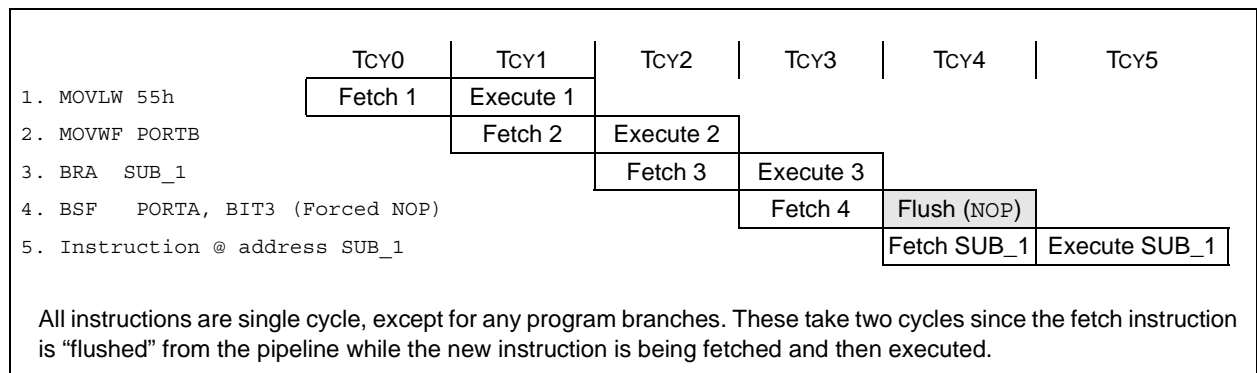 TCY0 TCY1 TCY2 TCY3 TCY4 TCY5
1. MOVLW 55h Fetch 1 Execute 1
2. MOVWF PORTB Fetch 2 Execute 2
3. BRA SUB_1 Fetch 3 Execute 3
4. BSF PORTA, BIT3 (Forced NOP) Fetch 4 Flush (NOP)
5. Instruction @ address SUB_1 Fetch SUB_1 Execute SUB_1
All instructions are single cycle, except for any program branches. These take two cycles since the fetch instruction
is “flushed” from the pipeline while the new instruction is being fetched and then executed.